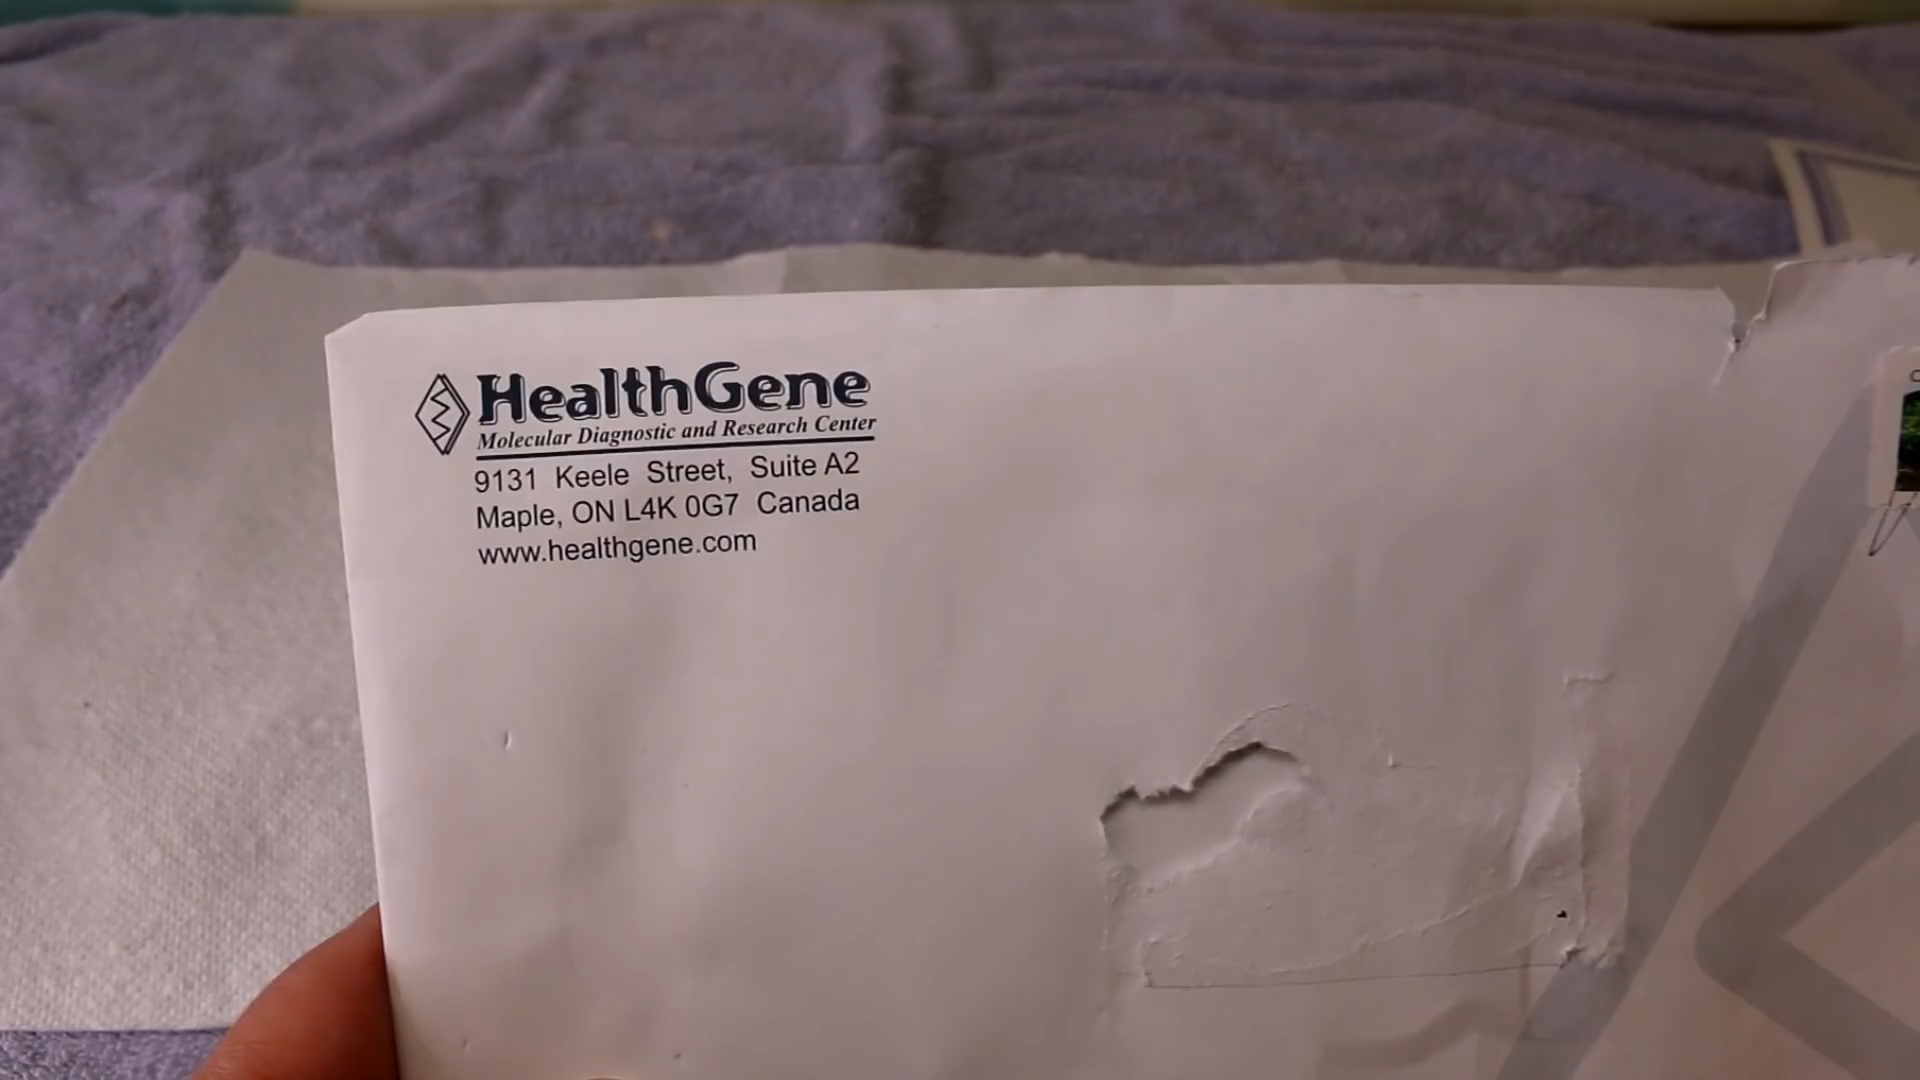 HealthGene
Molecular Diagnostic and Research Center
9131 Keele Street, Suite A2
Maple, ON L4K 0G7 Canada
www.healthgene.com